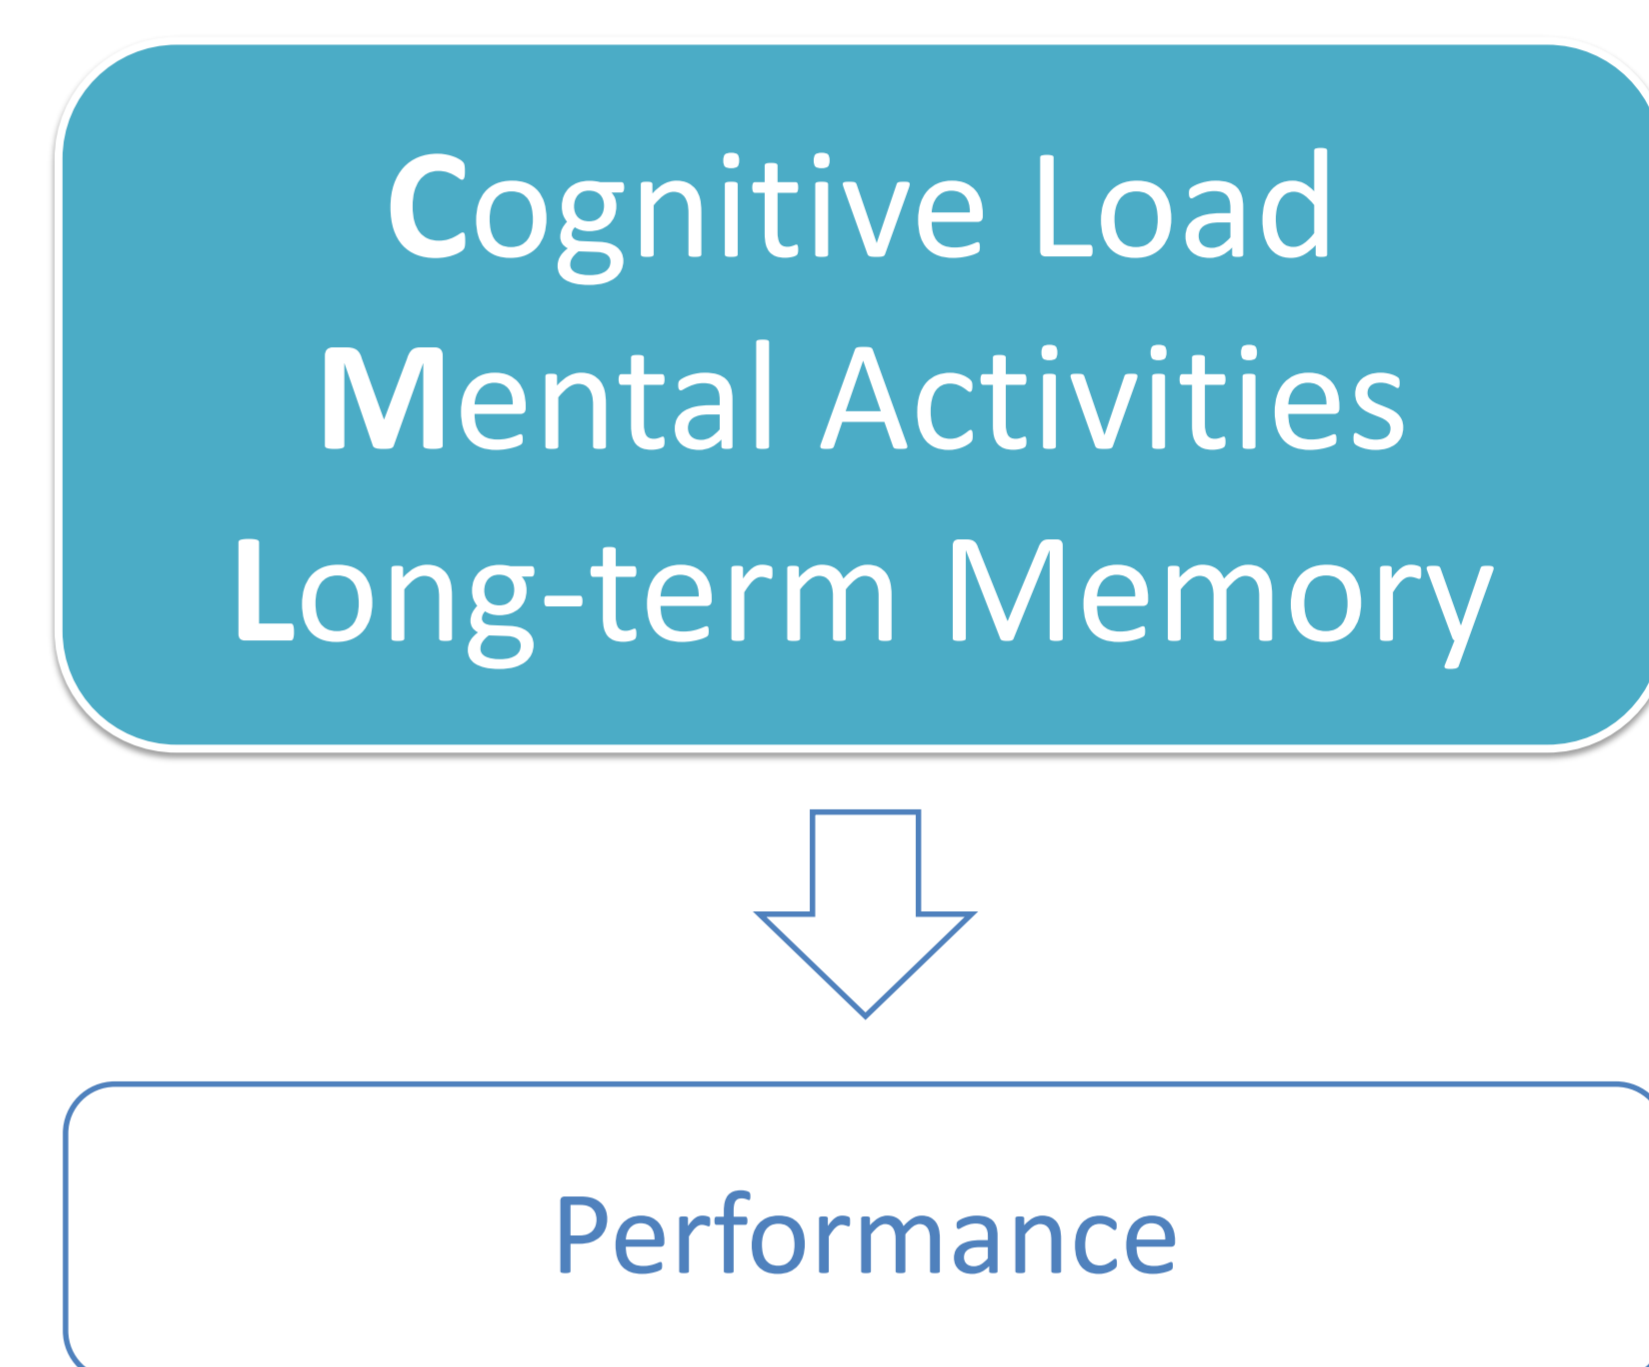 Cognitive Load
Mental Activities
Long-term Memory
Performance